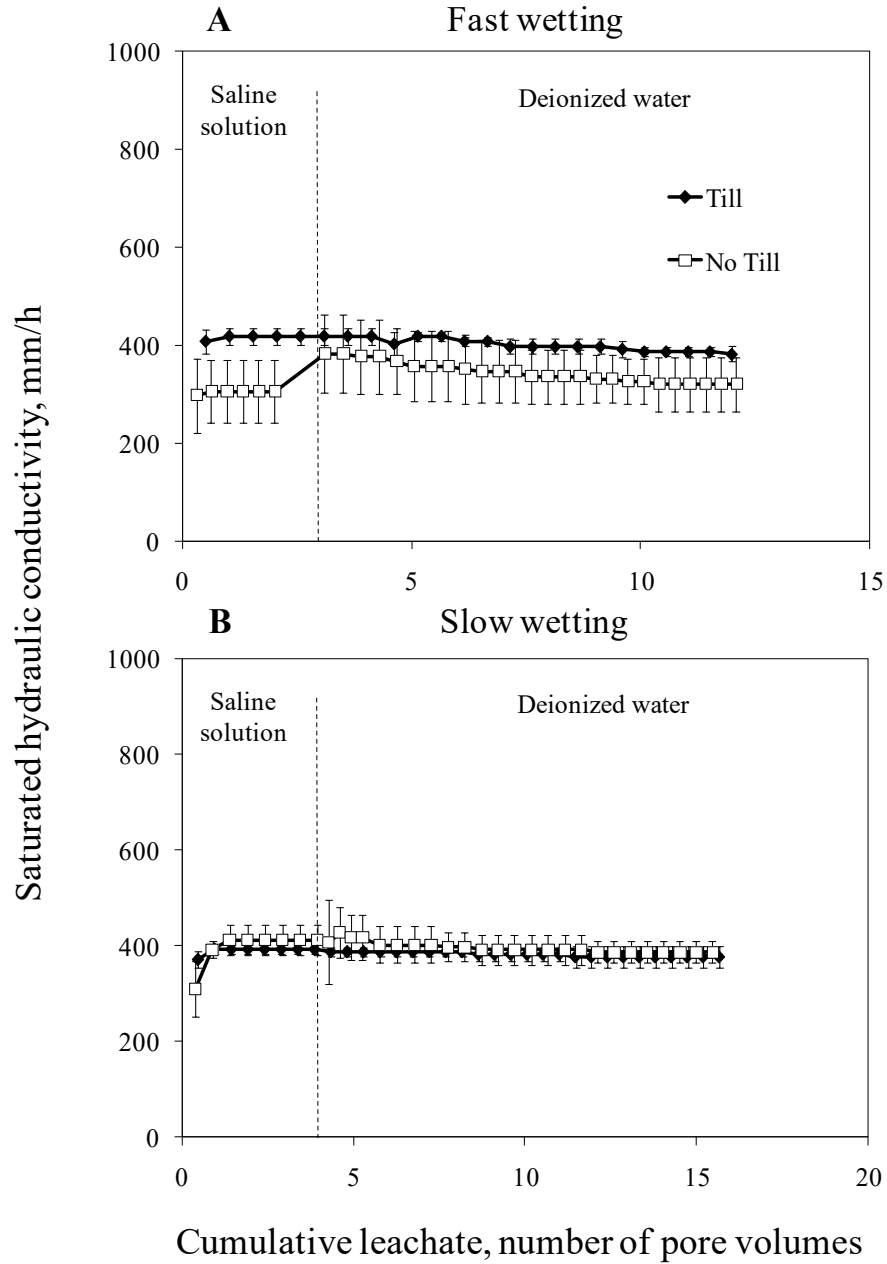 A Fast wetting
1000
Saline
solution
Deionized water
800
Till
600
No Till
400
200
0
0 5 10 15
B Slow wetting
1000
Saline
solution
Deionized water
800
600
400
200
0
0 5 10 15 20
Saturated hydraulic conductivity, mm/h
Cumulative leachate, number of pore volumes